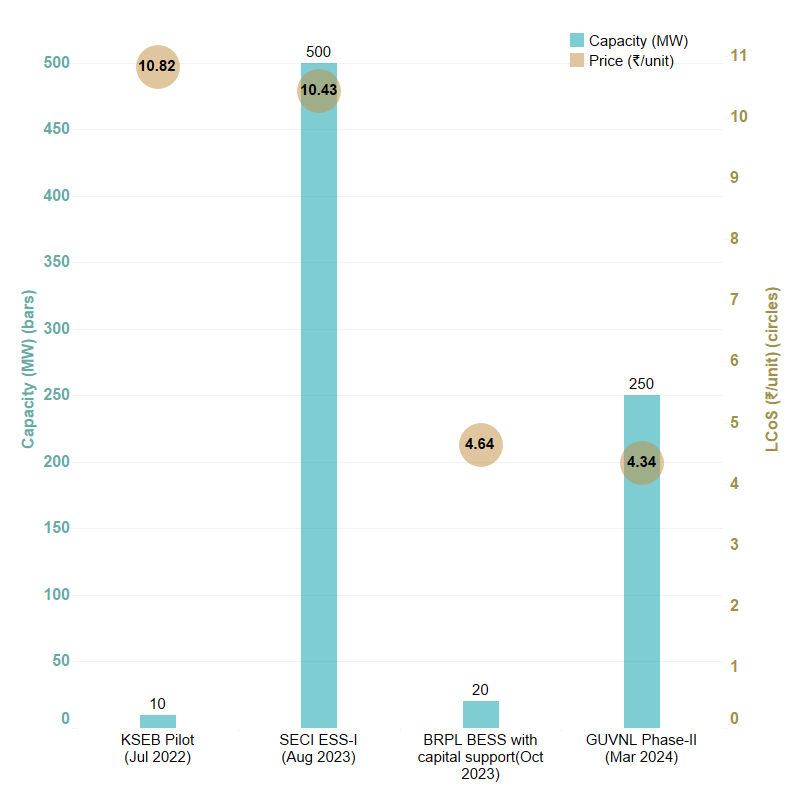 Capacity (MW)
Price (₹/unit)
500
450
400
350
300
250
200
150
100
50
0
Capacity (MW) (bars)
10.82
500
10.43
4.64
250
4.34
10
20
11
10
9
8
7
6
5
4
3
2
1
0
LCoS (₹/unit) (circles)
KSEB Pilot
(Jul 2022)
SECI ESS-I
(Aug 2023)
BRPL BESS with
capital support(Oct
2023)
GUVNL Phase-II
(Mar 2024)